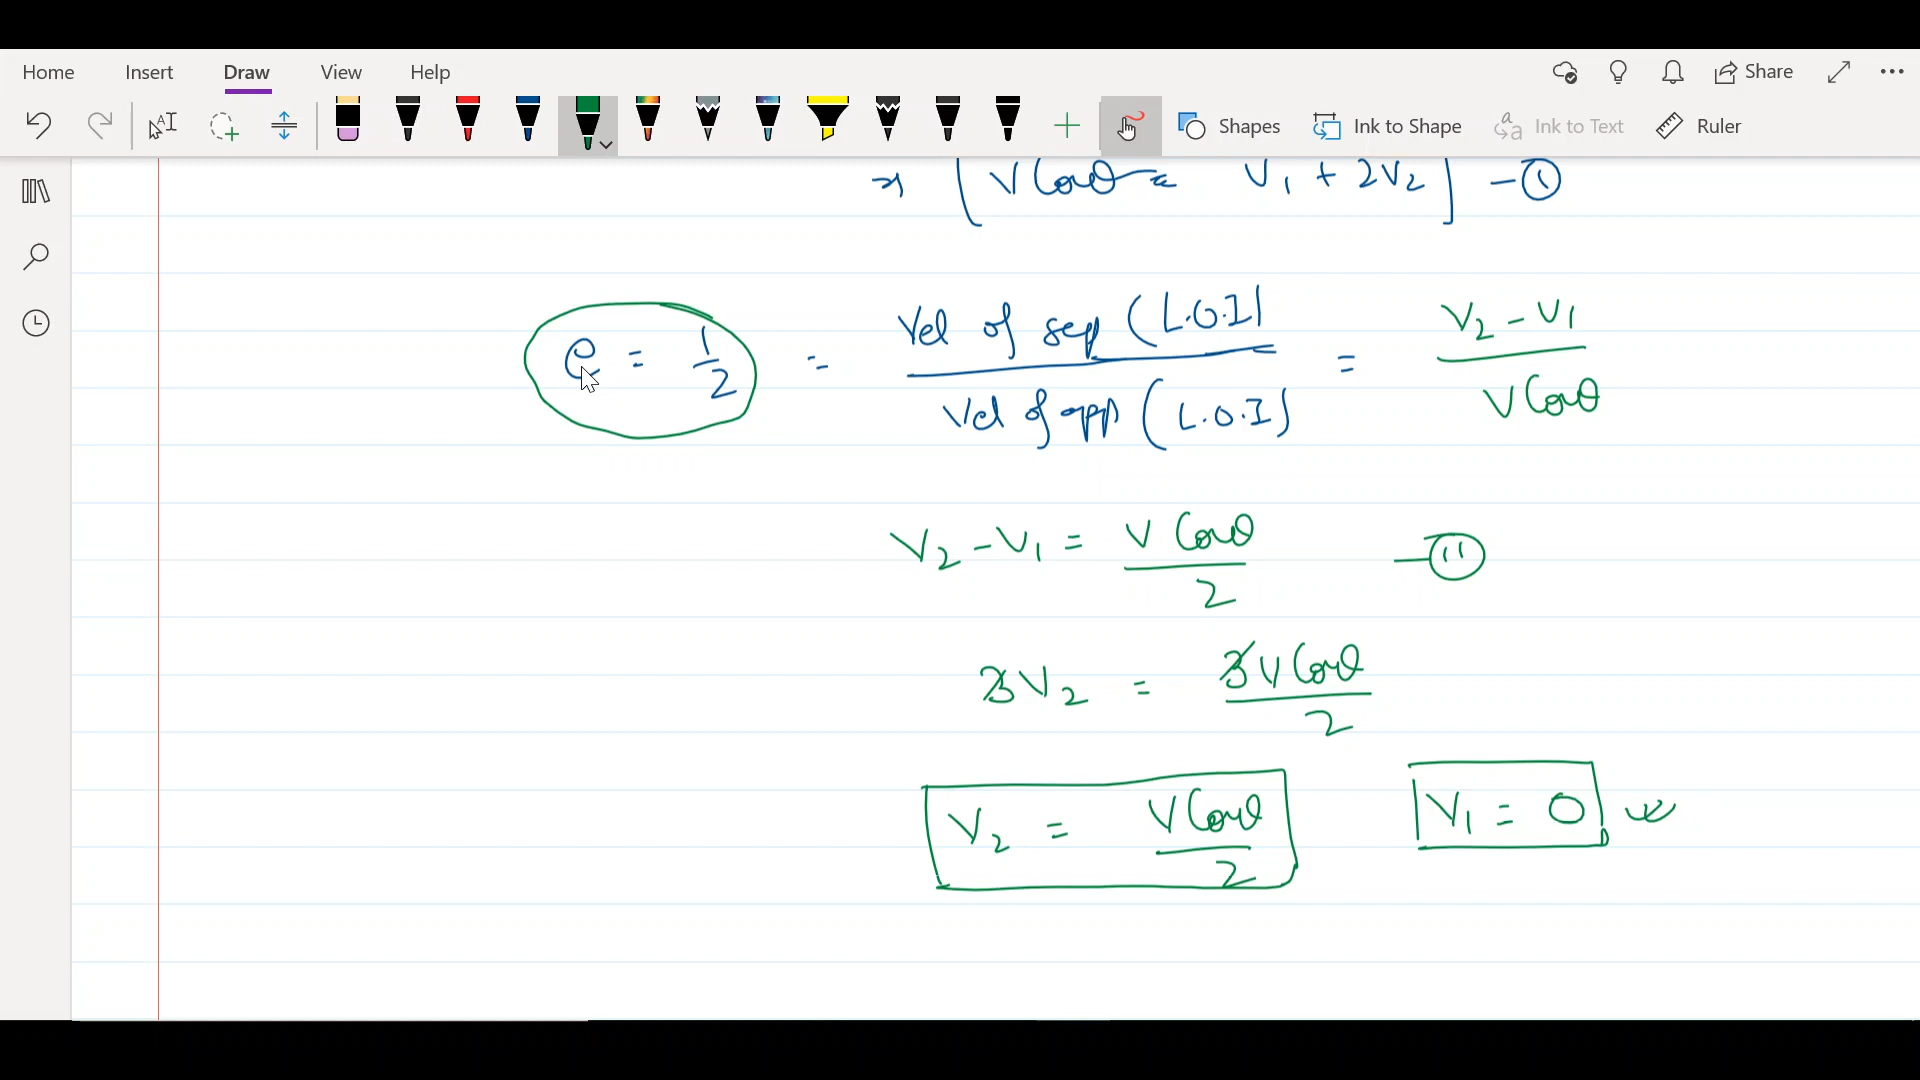 Home Insert Draw View Help Share
Shapes Ink to Shape Ink to Text Ruler
⇒ [ V Cosθ = V₁ + 2V₂ ] - ①
e = 1/2 = Vel of sep (L.O.I) / Vel of app (L.O.I) = V₂ - V₁ / V Cosθ
V₂ - V₁ = V Cosθ / 2 - ⑪
3V₂ = 3V Cosθ / 2
V₂ = V Cosθ / 2 V₁ = 0